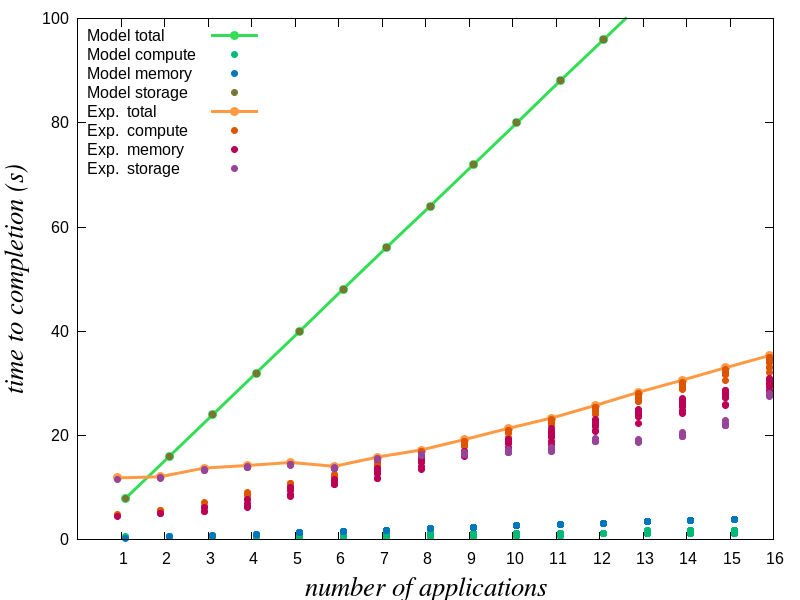 100
80
60
40
20
0
time to completion (s)
Model total
Model compute
Model memory
Model storage
Exp. total
Exp. compute
Exp. memory
Exp. storage
1 2 3 4 5 6 7 8 9 10 11 12 13 14 15 16
number of applications